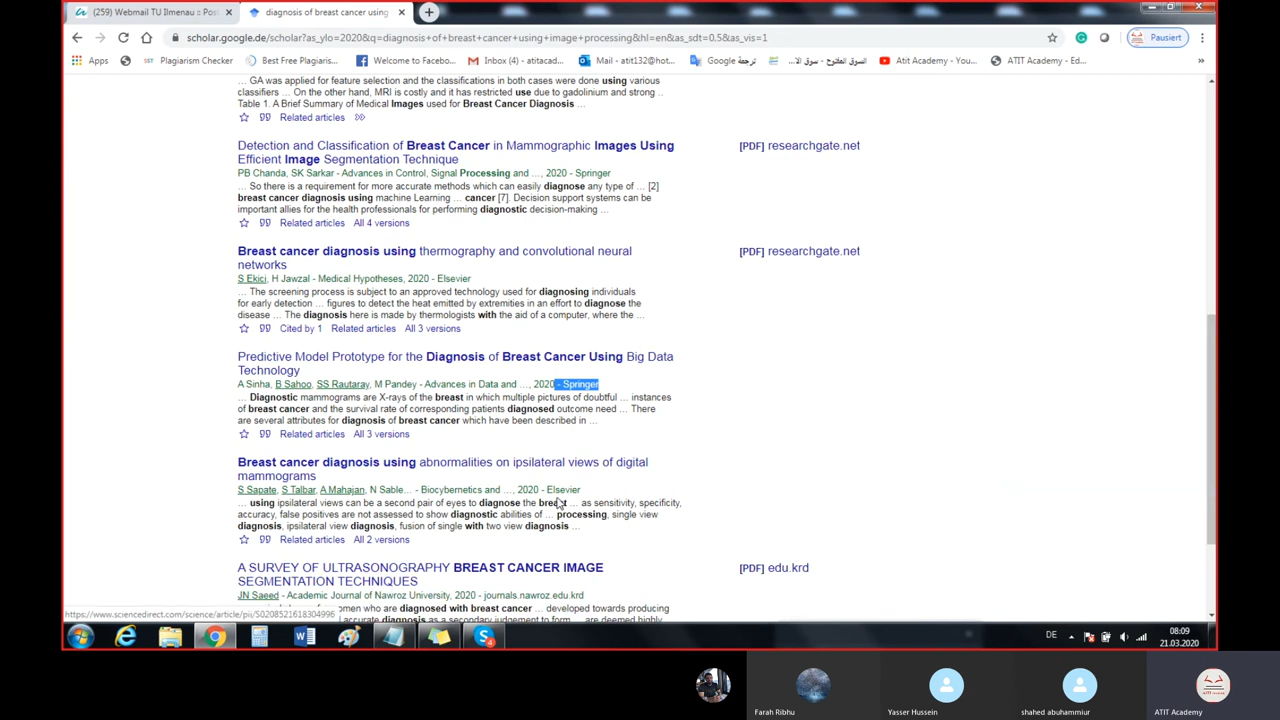 (259) Webmail TU Ilmenau :: Post
diagnosis of breast cancer using
scholar.google.de/scholar?as_ylo=2020&q=diagnosis+of+breast+cancer+using+image+processing&hl=en&as_sdt=0,5&as_vis=1
Pausiert
Apps
Plagiarism Checker
Best Free Plagiaris...
Welcome to Facebo...
Inbox (4) - atitacad...
Mail - atit132@hot...
Google ترجمة
السوق المفتوح - سوق الا...
Atit Academy - You...
ATIT Academy - Ed...
»
... GA was applied for feature selection and the classifications in both cases were done using various
classifiers ... On the other hand, MRI is costly and it has restricted use due to gadolinium and strong ..
Table 1. A Brief Summary of Medical Images used for Breast Cancer Diagnosis ...
Related articles
Detection and Classification of Breast Cancer in Mammographic Images Using
Efficient Image Segmentation Technique
[PDF] researchgate.net
PB Chanda, SK Sarkar - Advances in Control, Signal Processing and ..., 2020 - Springer
... So there is a requirement for more accurate methods which can easily diagnose any type of ... [2]
breast cancer diagnosis using machine Learning ... cancer [7]. Decision support systems can be
important allies for the health professionals for performing diagnostic decision-making ...
Related articles All 4 versions
Breast cancer diagnosis using thermography and convolutional neural
networks
[PDF] researchgate.net
S Ekici, H Jawzal - Medical Hypotheses, 2020 - Elsevier
... The screening process is subject to an approved technology used for diagnosing individuals
for early detection ... figures to detect the heat emitted by extremities in an effort to diagnose the
disease ... The diagnosis here is made by thermologists with the aid of a computer, where the ...
Cited by 1 Related articles All 3 versions
Predictive Model Prototype for the Diagnosis of Breast Cancer Using Big Data
Technology
A Sinha, B Sahoo, SS Rautaray, M Pandey - Advances in Data and ..., 2020 - Springer
... Diagnostic mammograms are X-rays of the breast in which multiple pictures of doubtful ... instances
of breast cancer and the survival rate of corresponding patients diagnosed outcome need ... There
are several attributes for diagnosis of breast cancer which have been described in ...
Related articles All 3 versions
Breast cancer diagnosis using abnormalities on ipsilateral views of digital
mammograms
S Sapate, S Talbar, A Mahajan, N Sable... - Biocybernetics and ..., 2020 - Elsevier
... using ipsilateral views can be a second pair of eyes to diagnose the breast ... as sensitivity, specificity,
accuracy, false positives are not assessed to show diagnostic abilities of ... processing, single view
diagnosis, ipsilateral view diagnosis, fusion of single with two view diagnosis ...
Related articles All 2 versions
A SURVEY OF ULTRASONOGRAPHY BREAST CANCER IMAGE
SEGMENTATION TECHNIQUES
[PDF] edu.krd
JN Saeed - Academic Journal of Nawroz University, 2020 - journals.nawroz.edu.krd
omen who are diagnosed with breast cancer ... developed towards producing
https://www.sciencedirect.com/science/article/pii/S0208521618304996
accurate diagnosis as a secondary judgement to form ... are deemed highly
DE
08:09
21.03.2020
Farah Ribhu
Yasser Hussein
shahed abuhammiur
ATIT Academy